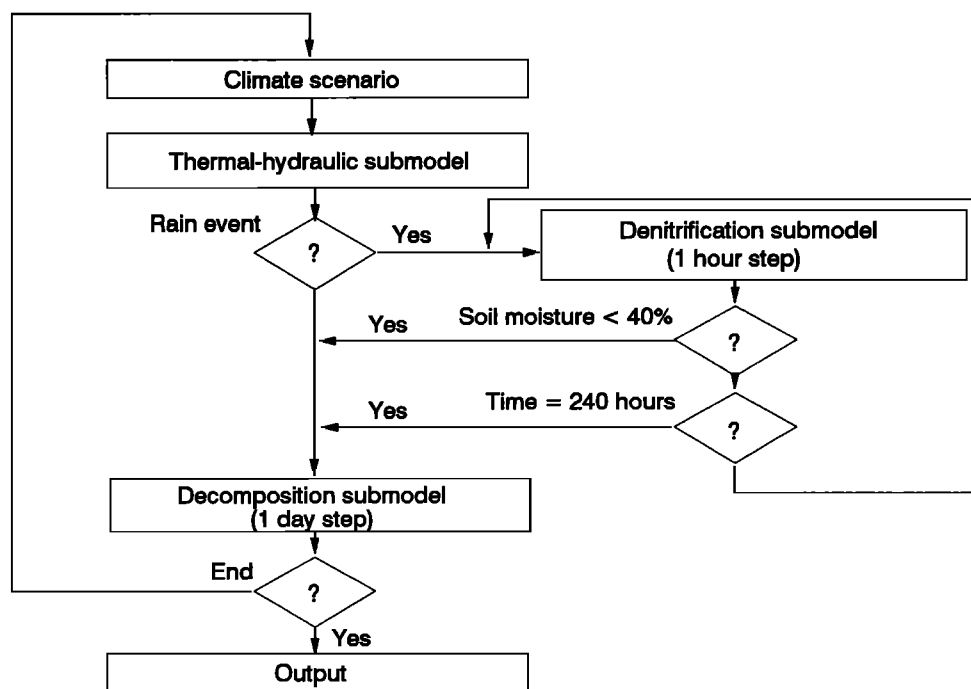 Climate scenario
Thermal-hydraulic submodel
Rain event
?
Yes
Denitrification submodel
(1 hour step)
Yes
Soil moisture < 40%
?
Yes
Time = 240 hours
?
Decomposition submodel
(1 day step)
End
?
Yes
Output